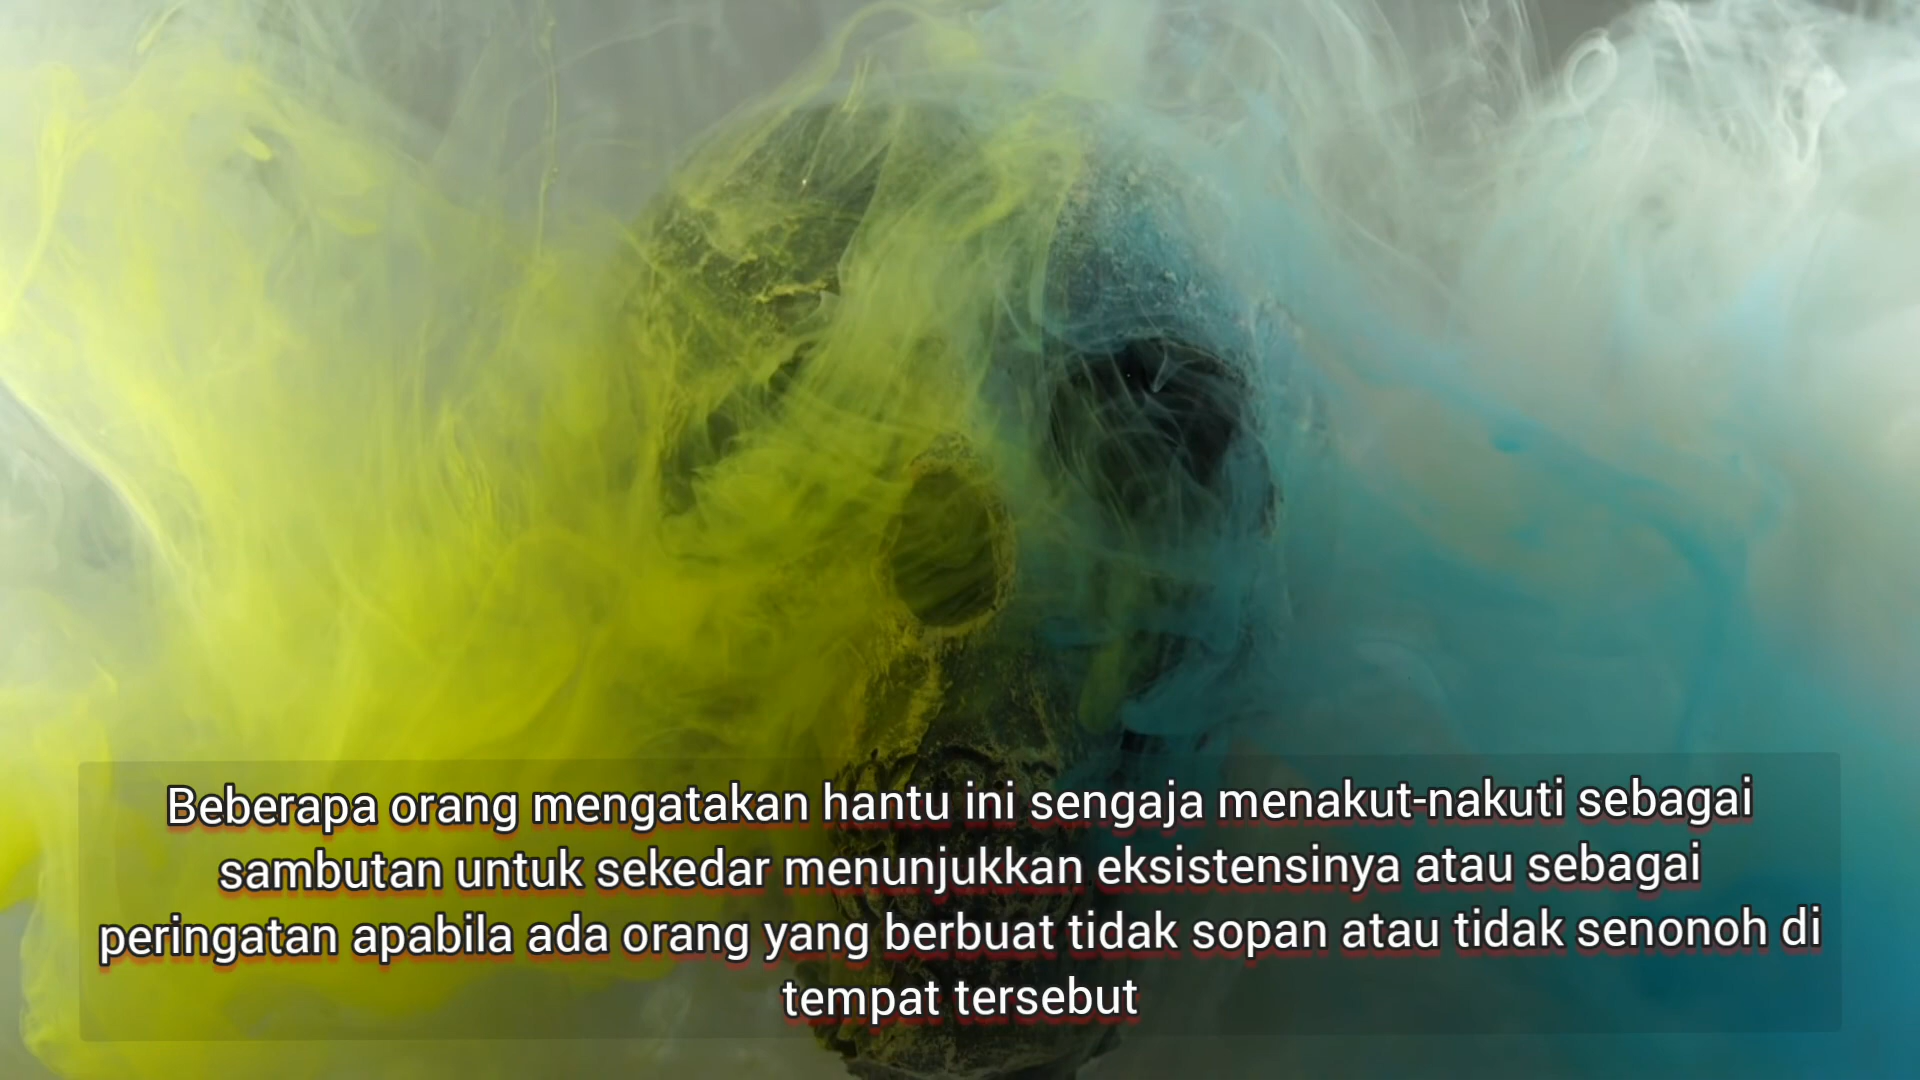 Beberapa orang mengatakan hantu ini sengaja menakut-nakuti sebagai
sambutan untuk sekedar menunjukkan eksistensinya atau sebagai
peringatan apabila ada orang yang berbuat tidak sopan atau tidak senonoh di
tempat tersebut